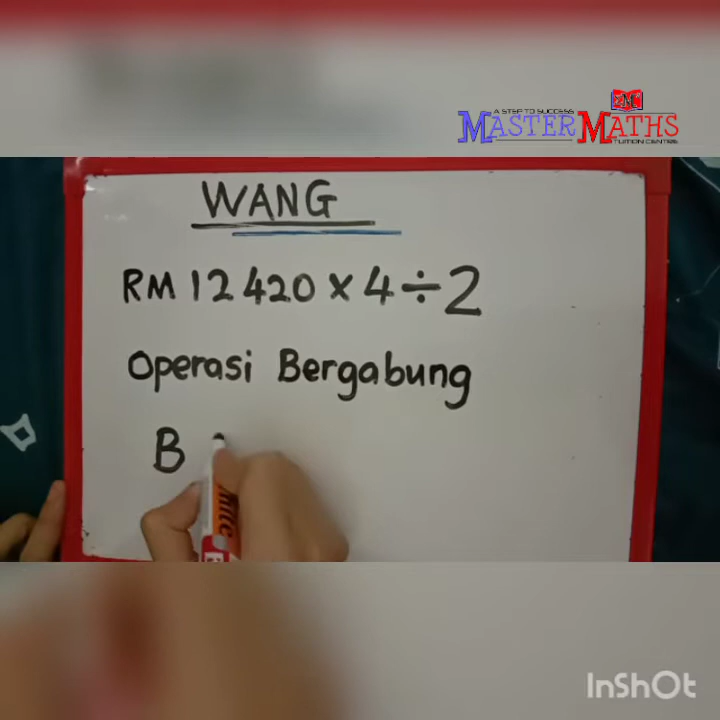 A STEP TO SUCCESS
MASTER MATHS
TUITION CENTRE
WANG
RM 12 420 x 4 ÷ 2
Operasi Bergabung
B
InShOt